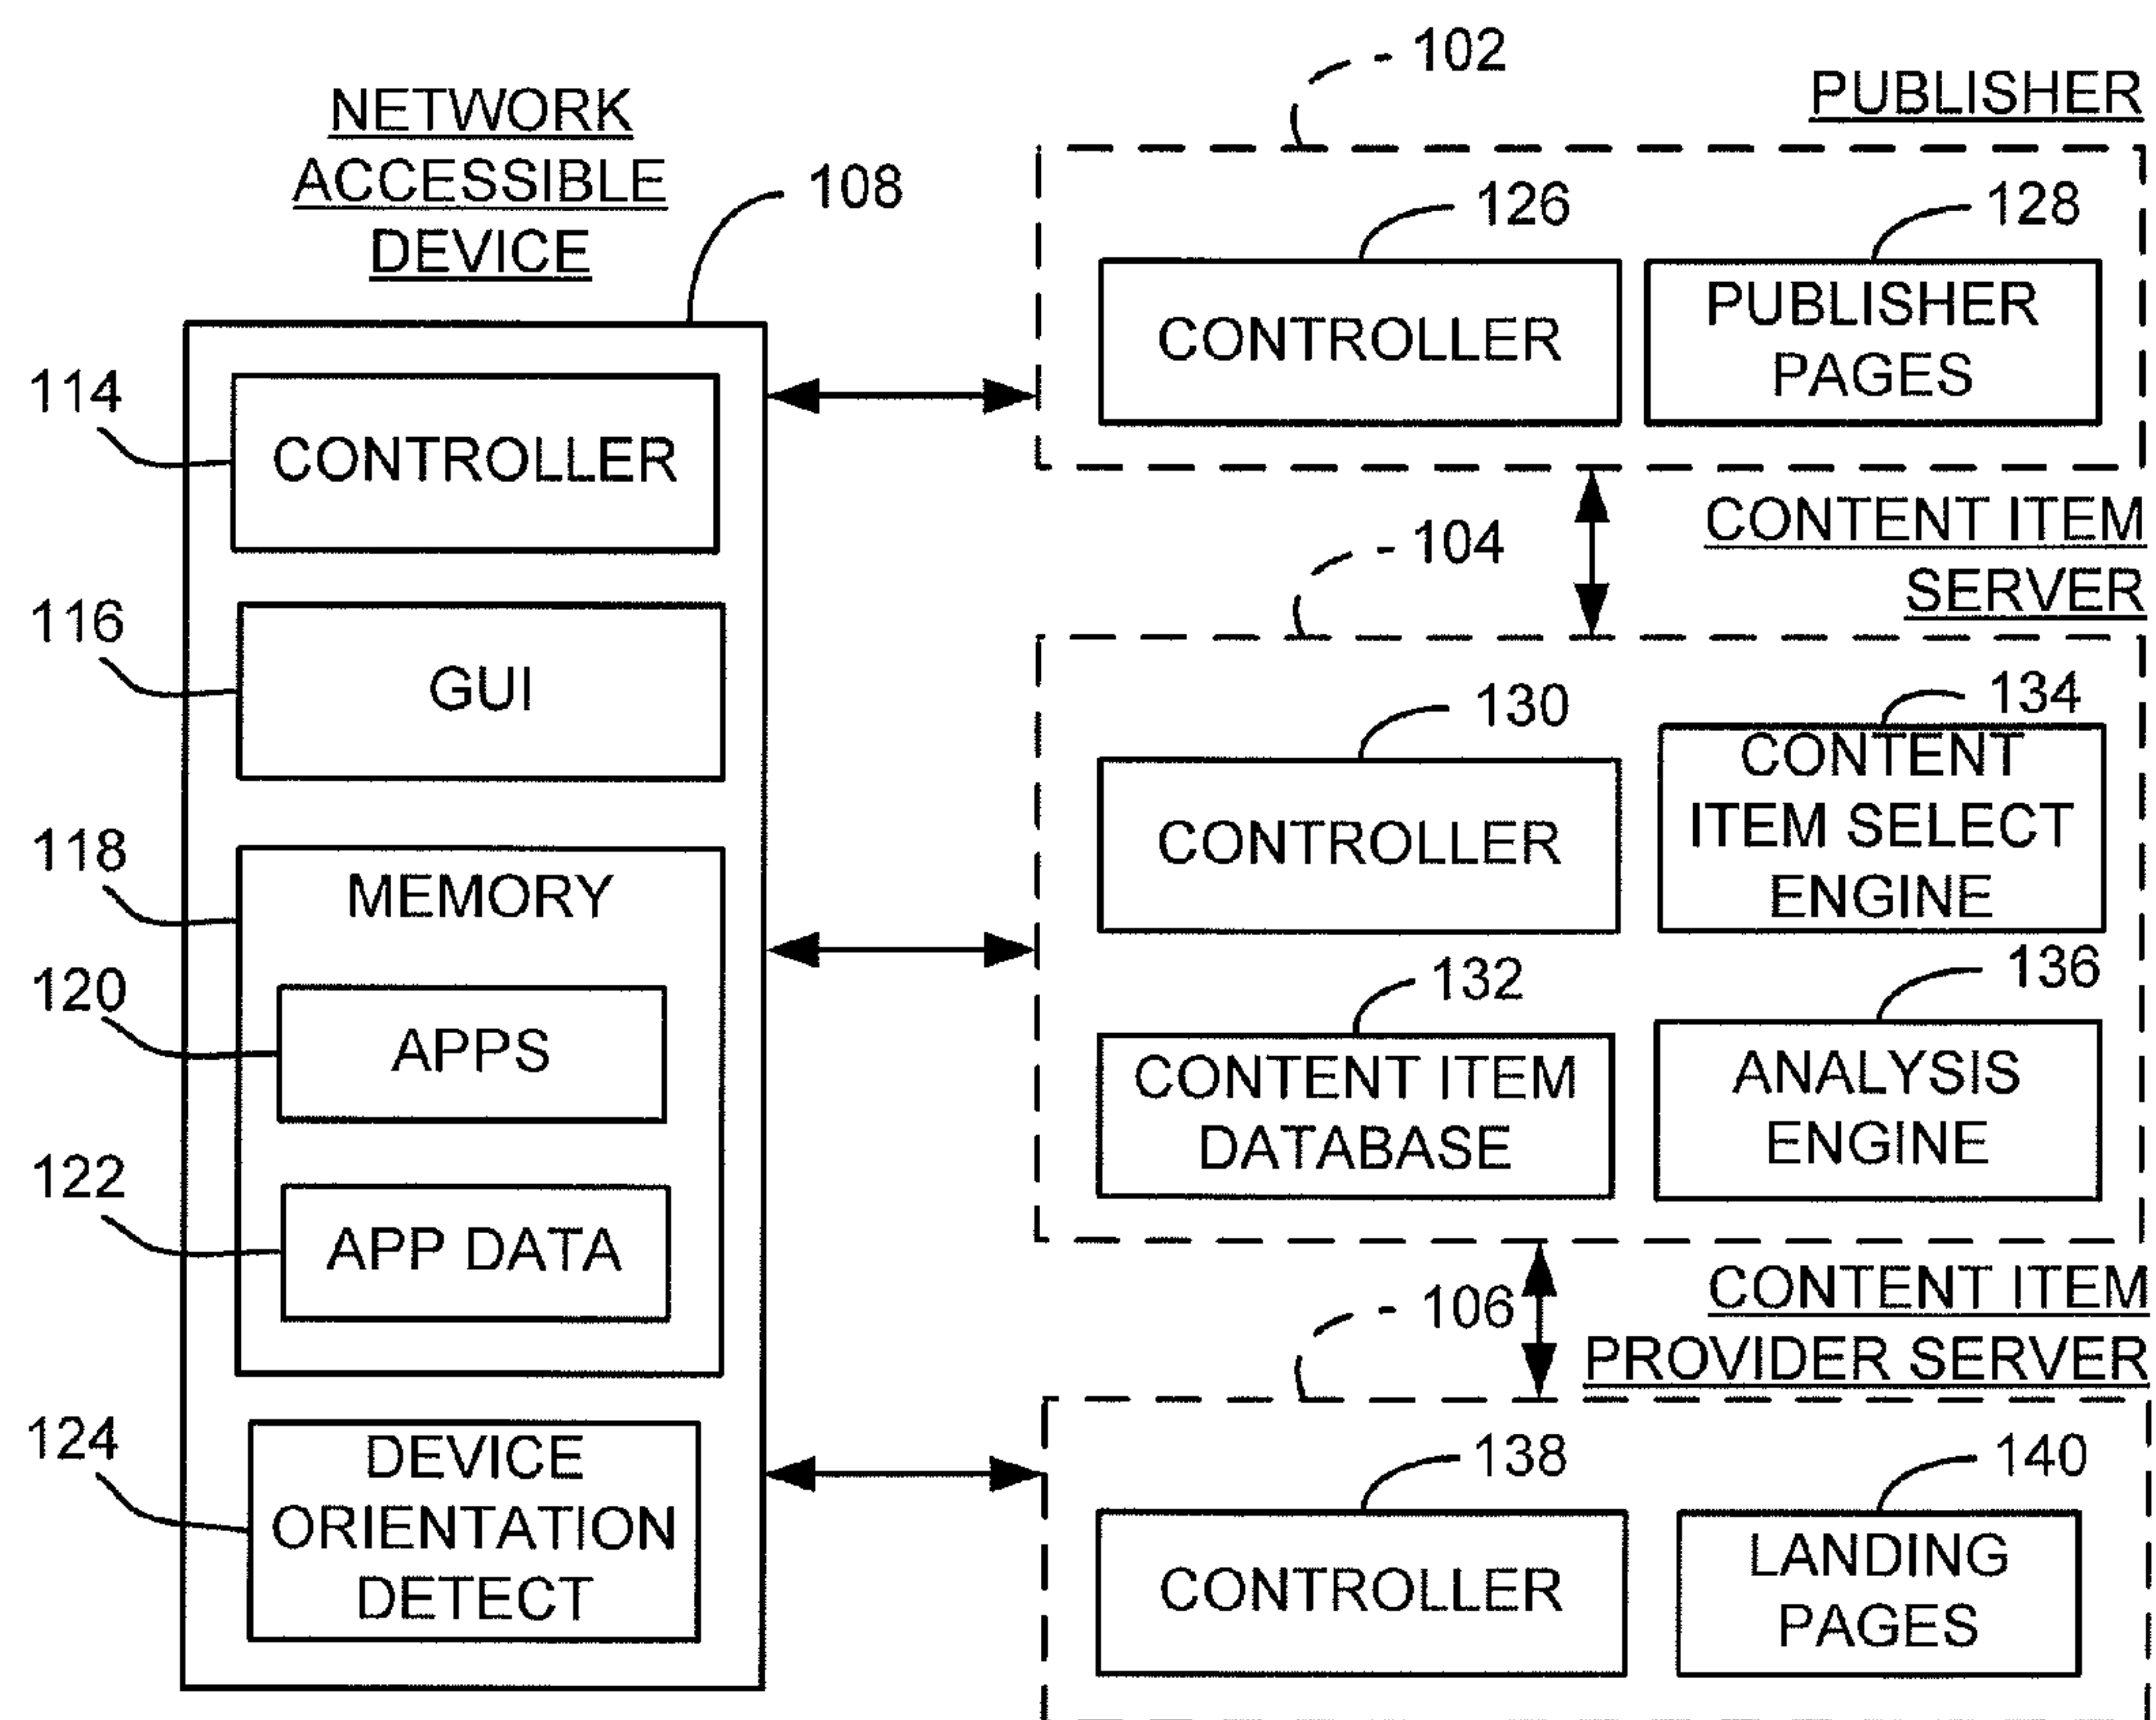 NETWORK
ACCESSIBLE
DEVICE
108
114
CONTROLLER
116
GUI
118
MEMORY
120
APPS
122
APP DATA
124
DEVICE
ORIENTATION
DETECT
102
PUBLISHER
126
CONTROLLER
128
PUBLISHER
PAGES
104
CONTENT ITEM
SERVER
130
CONTROLLER
134
CONTENT
ITEM SELECT
ENGINE
132
CONTENT ITEM
DATABASE
136
ANALYSIS
ENGINE
106
CONTENT ITEM
PROVIDER SERVER
138
CONTROLLER
140
LANDING
PAGES